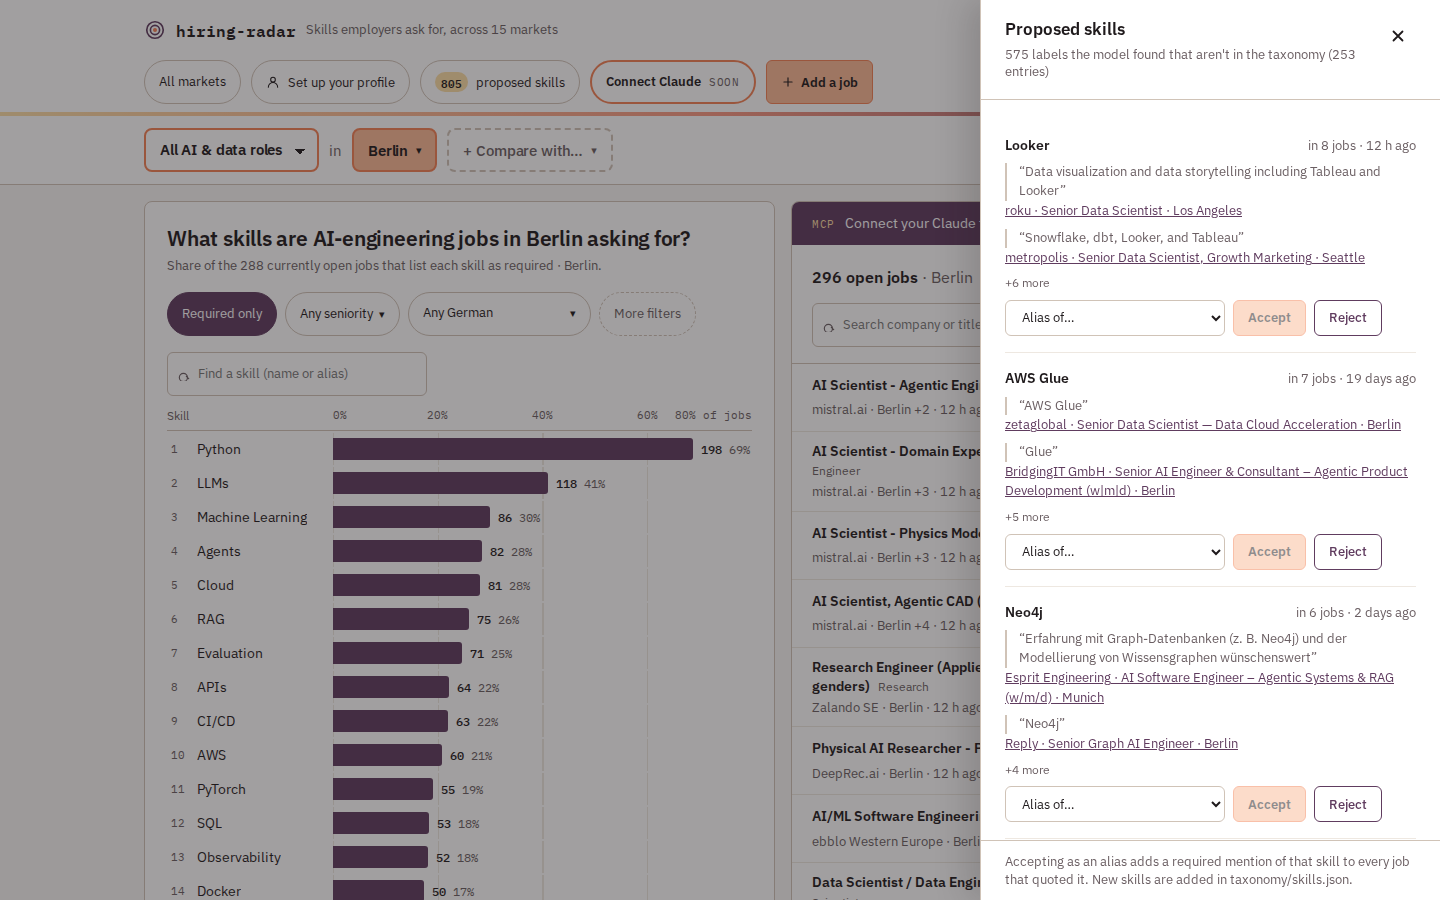 hiring-radar Skills employers ask for, across 15 markets
All markets
Set up your profile
805 proposed skills
Connect Claude SOON
+ Add a job
All AI & data roles
in
Berlin
+ Compare with...
What skills are AI-engineering jobs in Berlin asking for?
Share of the 288 currently open jobs that list each skill as required · Berlin.
Required only
Any seniority
Any German
More filters
Find a skill (name or alias)
Skill 0% 20% 40% 60% 80% of jobs
1 Python 198 69%
2 LLMs 118 41%
3 Machine Learning 86 30%
4 Agents 82 28%
5 Cloud 81 28%
6 RAG 75 26%
7 Evaluation 71 25%
8 APIs 64 22%
9 CI/CD 63 22%
10 AWS 60 21%
11 PyTorch 55 19%
12 SQL 53 18%
13 Observability 52 18%
14 Docker 50 17%
MCP Connect your Claude
296 open jobs · Berlin
Search company or title
AI Scientist - Agentic Engi
mistral.ai · Berlin +2 · 12 h ag
AI Scientist - Domain Expe
Engineer
mistral.ai · Berlin +3 · 12 h ag
AI Scientist - Physics Mod
mistral.ai · Berlin +3 · 12 h ag
AI Scientist, Agentic CAD (
mistral.ai · Berlin +4 · 12 h ag
Research Engineer (Applie
genders) Research
Zalando SE · Berlin · 12 h ago
Physical AI Researcher - F
DeepRec.ai · Berlin · 12 h ago
AI/ML Software Engineeri
ebblo Western Europe · Berli
Data Scientist / Data Engin
Proposed skills
575 labels the model found that aren't in the taxonomy (253
entries)
Looker in 8 jobs · 12 h ago
“Data visualization and data storytelling including Tableau and
Looker”
roku · Senior Data Scientist · Los Angeles
“Snowflake, dbt, Looker, and Tableau”
metropolis · Senior Data Scientist, Growth Marketing · Seattle
+6 more
Alias of... Accept Reject
AWS Glue in 7 jobs · 19 days ago
“AWS Glue”
zetaglobal · Senior Data Scientist — Data Cloud Acceleration · Berlin
“Glue”
BridgingIT GmbH · Senior AI Engineer & Consultant – Agentic Product
Development (w|m|d) · Berlin
+5 more
Alias of... Accept Reject
Neo4j in 6 jobs · 2 days ago
“Erfahrung mit Graph-Datenbanken (z. B. Neo4j) und der
Modellierung von Wissensgraphen wünschenswert”
Esprit Engineering · AI Software Engineer – Agentic Systems & RAG
(w/m/d) · Munich
“Neo4j”
Reply · Senior Graph AI Engineer · Berlin
+4 more
Alias of... Accept Reject
Accepting as an alias adds a required mention of that skill to every job
that quoted it. New skills are added in taxonomy/skills.json.